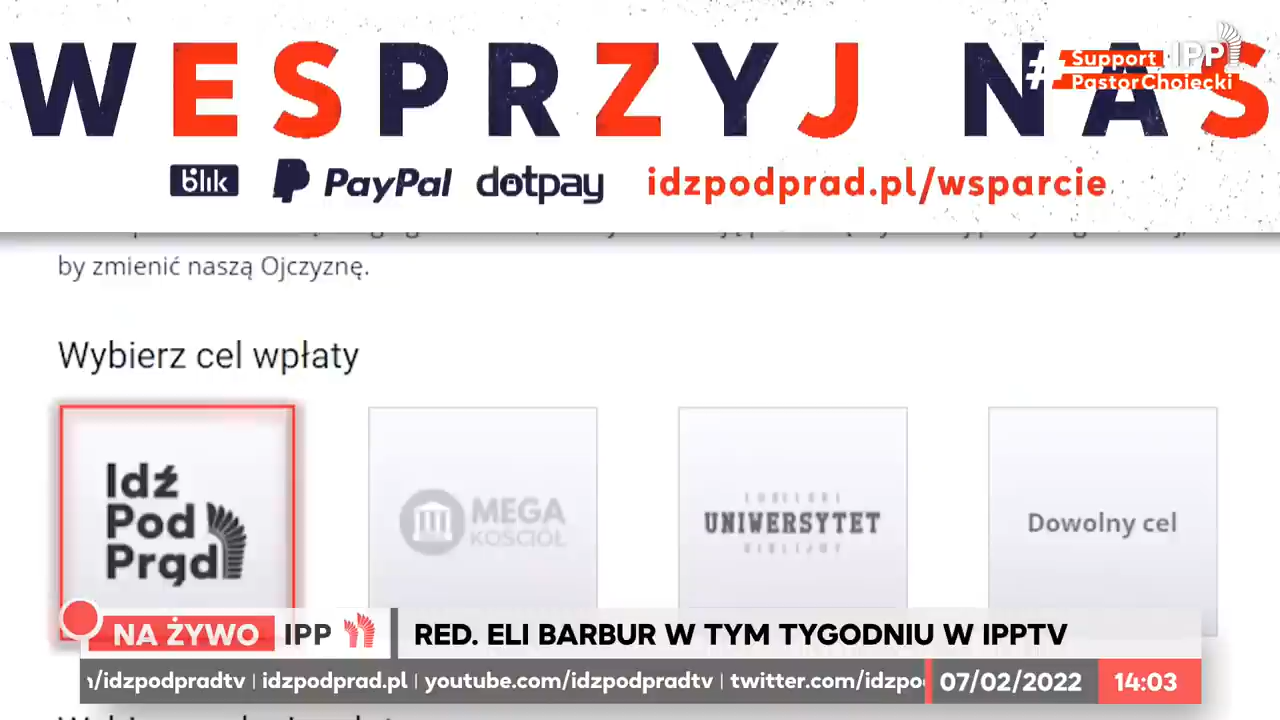 WESPRZYJ NAS
#Support IPP
PastorChojecki
blik PayPal dotpay idzpodprad.pl/wsparcie
by zmienić naszą Ojczyznę.
Wybierz cel wpłaty
Idź
Pod
Prąd
MEGA
KOŚCIÓŁ
UNIWERSYTET
Dowolny cel
NA ŻYWO IPP RED. ELI BARBUR W TYM TYGODNIU W IPPTV
/idzpodpradtv | idzpodprad.pl | youtube.com/idzpodpradtv | twitter.com/idzpo
07/02/2022 14:03